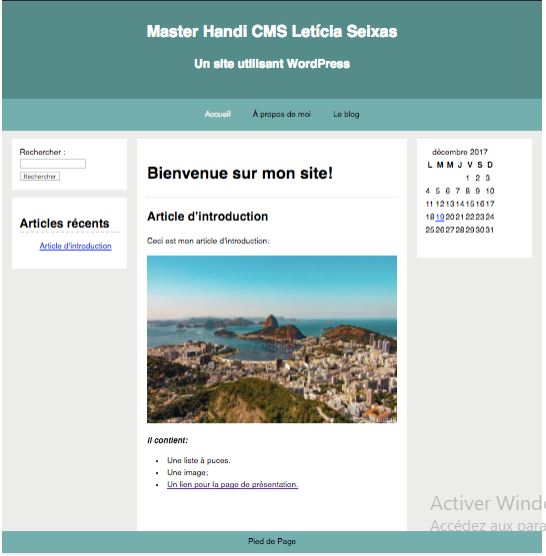 Master Handi CMS Letícia Seixas
Un site utilisant WordPress
Accueil À propos de moi Le blog
Rechercher :
Rechercher
Articles récents
Article d'introduction
Bienvenue sur mon site!
Article d'introduction
Ceci est mon article d'introduction:
Il contient:
Une liste à puces.
Une image;
Un lien pour la page de présentation.
décembre 2017
L M M J V S D
1 2 3
4 5 6 7 8 9 10
11 12 13 14 15 16 17
18 19 20 21 22 23 24
25 26 27 28 29 30 31
Activer Windo
Accédez aux para
Pied de Page